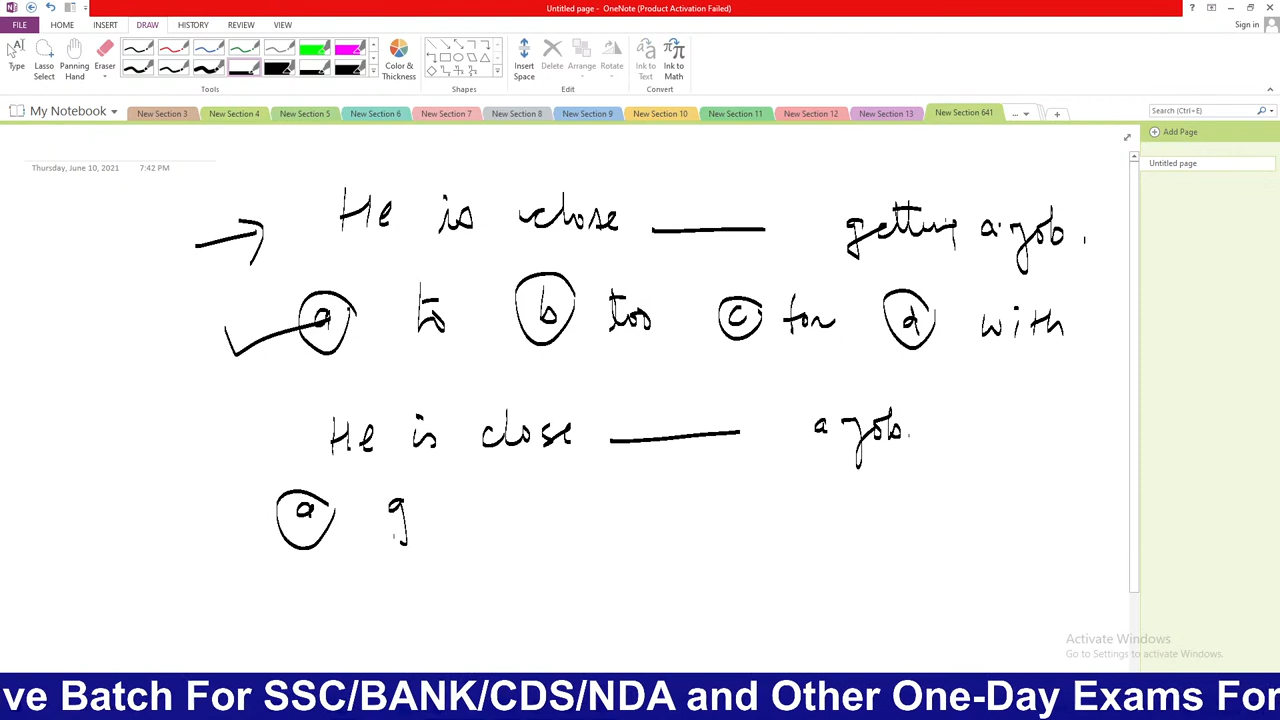 Untitled page - OneNote (Product Activation Failed)
FILE HOME INSERT DRAW HISTORY REVIEW VIEW
Sign in
Type Lasso Select Panning Hand Eraser Color & Thickness Insert Space Delete Arrange Rotate Ink to Text Ink to Math
Tools Shapes Edit Convert
My Notebook New Section 3 New Section 4 New Section 5 New Section 6 New Section 7 New Section 8 New Section 9 New Section 10 New Section 11 New Section 12 New Section 13 New Section 641 ... Search (Ctrl+E)
Add Page
Untitled page
Thursday, June 10, 2021 7:42 PM
He is close ____ getting a job.
a to b too c for d with
He is close ____ a job.
a g
Activate Windows
Go to Settings to activate Windows.
ve Batch For SSC/BANK/CDS/NDA and Other One-Day Exams For